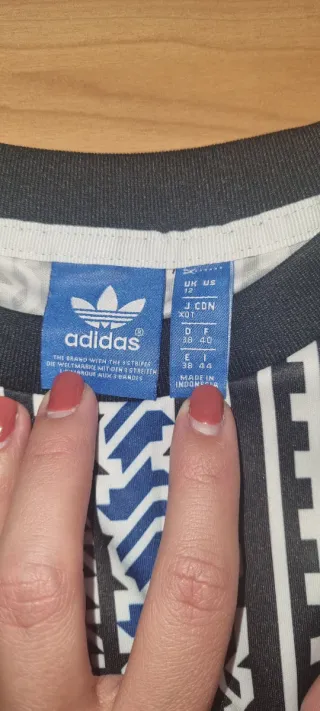 adidas®
THE BRAND WITH THE 3 STRIPES
DIE WELTMARKE MIT DEN 3 STREIFEN
LA MARQUE AUX 3 BANDES
UK US
12
J CDN
XOT
D F
38 40
E I
38 44
MADE IN
INDONESIA